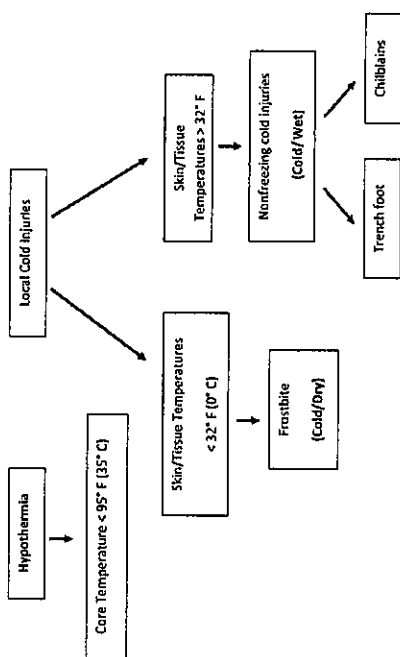 Hypothermia
Core Temperature < 95° F (35° C)
Local Cold Injuries
Skin/Tissue Temperatures
< 32° F (0° C)
Frostbite
(Cold/Dry)
Skin/Tissue
Temperatures > 32° F
Nonfreezing cold injuries
(Cold/Wet)
Trench foot
Chilblains